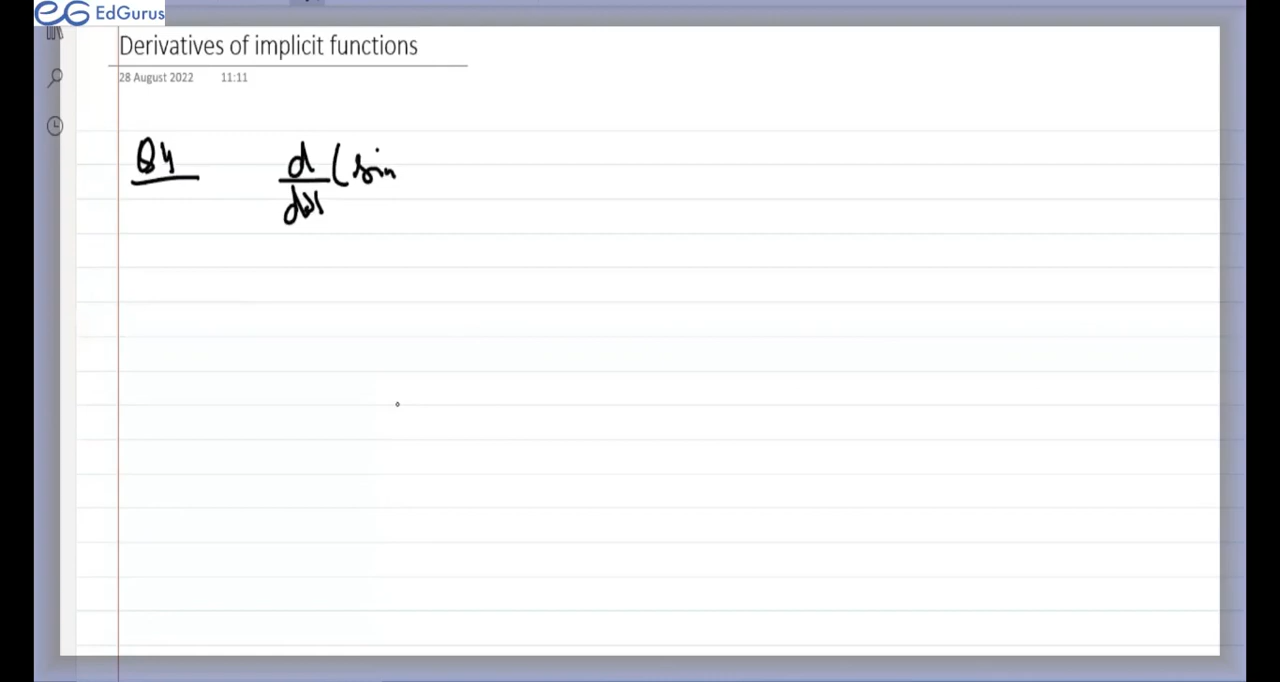 EdGurus
Derivatives of implicit functions
28 August 2022 11:11
Q4 d/dx (sin